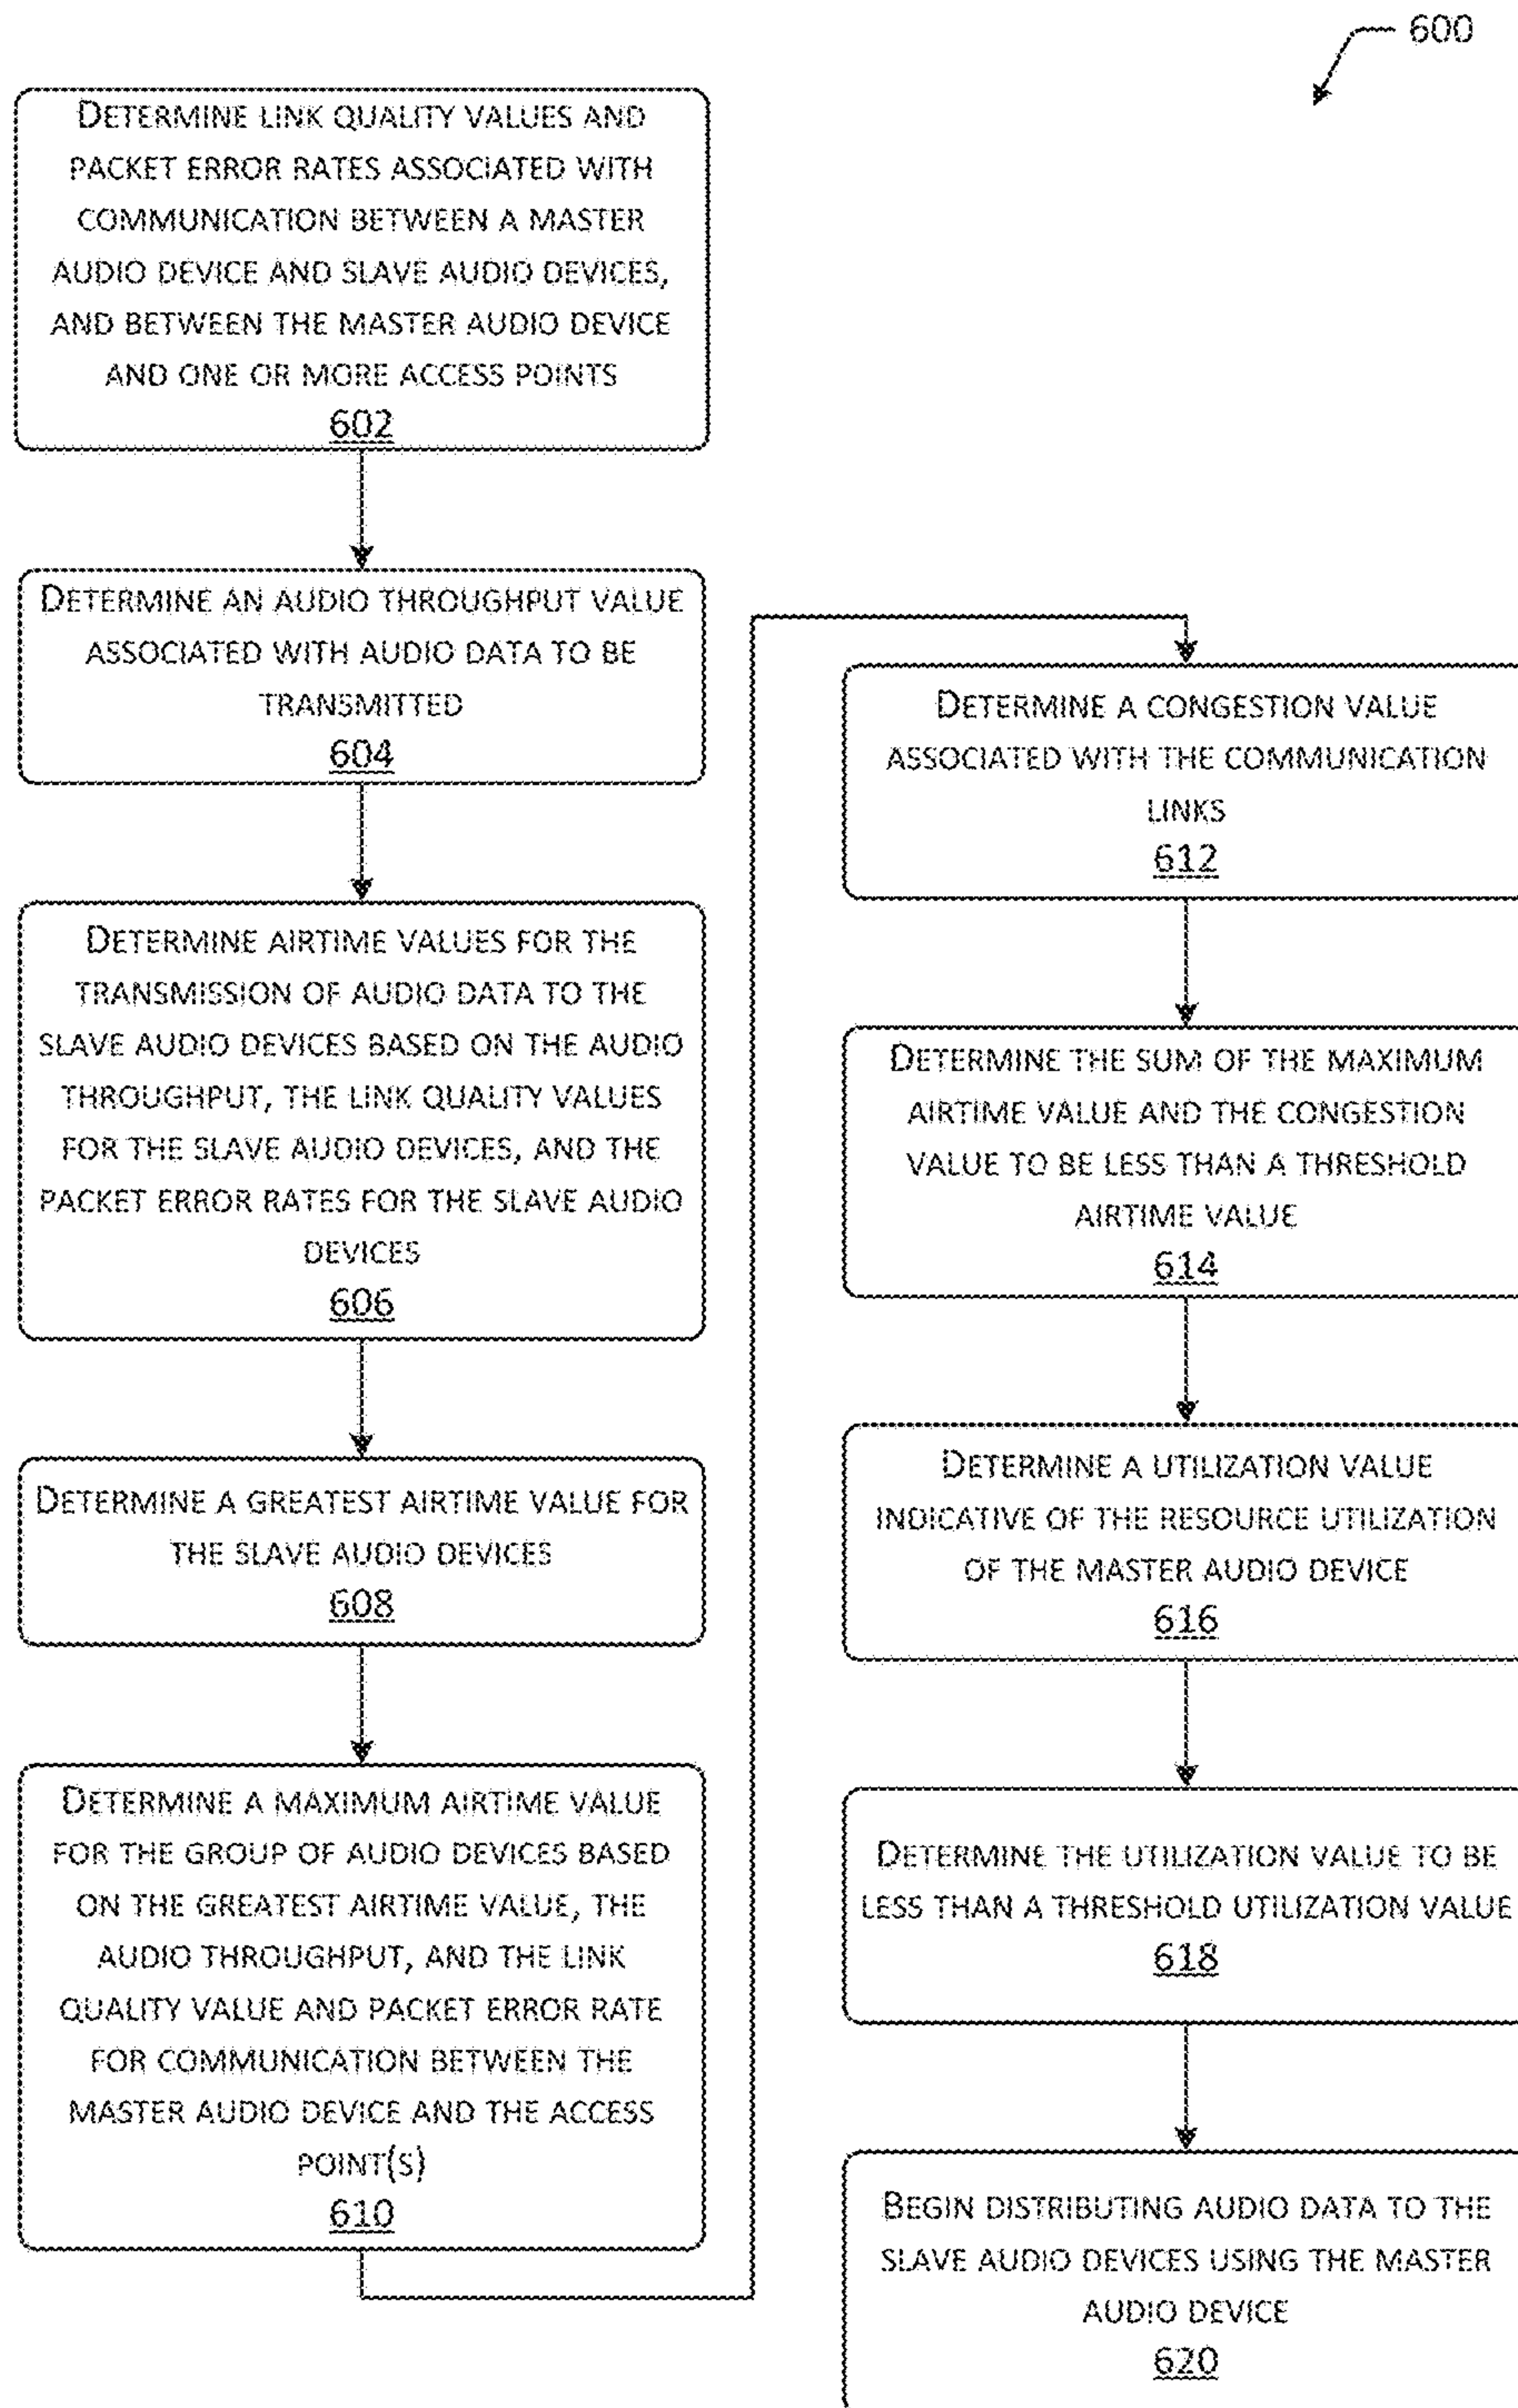 600
DETERMINE LINK QUALITY VALUES AND
PACKET ERROR RATES ASSOCIATED WITH
COMMUNICATION BETWEEN A MASTER
AUDIO DEVICE AND SLAVE AUDIO DEVICES,
AND BETWEEN THE MASTER AUDIO DEVICE
AND ONE OR MORE ACCESS POINTS
602
DETERMINE AN AUDIO THROUGHPUT VALUE
ASSOCIATED WITH AUDIO DATA TO BE
TRANSMITTED
604
DETERMINE AIRTIME VALUES FOR THE
TRANSMISSION OF AUDIO DATA TO THE
SLAVE AUDIO DEVICES BASED ON THE AUDIO
THROUGHPUT, THE LINK QUALITY VALUES
FOR THE SLAVE AUDIO DEVICES, AND THE
PACKET ERROR RATES FOR THE SLAVE AUDIO
DEVICES
606
DETERMINE A GREATEST AIRTIME VALUE FOR
THE SLAVE AUDIO DEVICES
608
DETERMINE A MAXIMUM AIRTIME VALUE
FOR THE GROUP OF AUDIO DEVICES BASED
ON THE GREATEST AIRTIME VALUE, THE
AUDIO THROUGHPUT, AND THE LINK
QUALITY VALUE AND PACKET ERROR RATE
FOR COMMUNICATION BETWEEN THE
MASTER AUDIO DEVICE AND THE ACCESS
POINT(S)
610
DETERMINE A CONGESTION VALUE
ASSOCIATED WITH THE COMMUNICATION
LINKS
612
DETERMINE THE SUM OF THE MAXIMUM
AIRTIME VALUE AND THE CONGESTION
VALUE TO BE LESS THAN A THRESHOLD
AIRTIME VALUE
614
DETERMINE A UTILIZATION VALUE
INDICATIVE OF THE RESOURCE UTILIZATION
OF THE MASTER AUDIO DEVICE
616
DETERMINE THE UTILIZATION VALUE TO BE
LESS THAN A THRESHOLD UTILIZATION VALUE
618
BEGIN DISTRIBUTING AUDIO DATA TO THE
SLAVE AUDIO DEVICES USING THE MASTER
AUDIO DEVICE
620